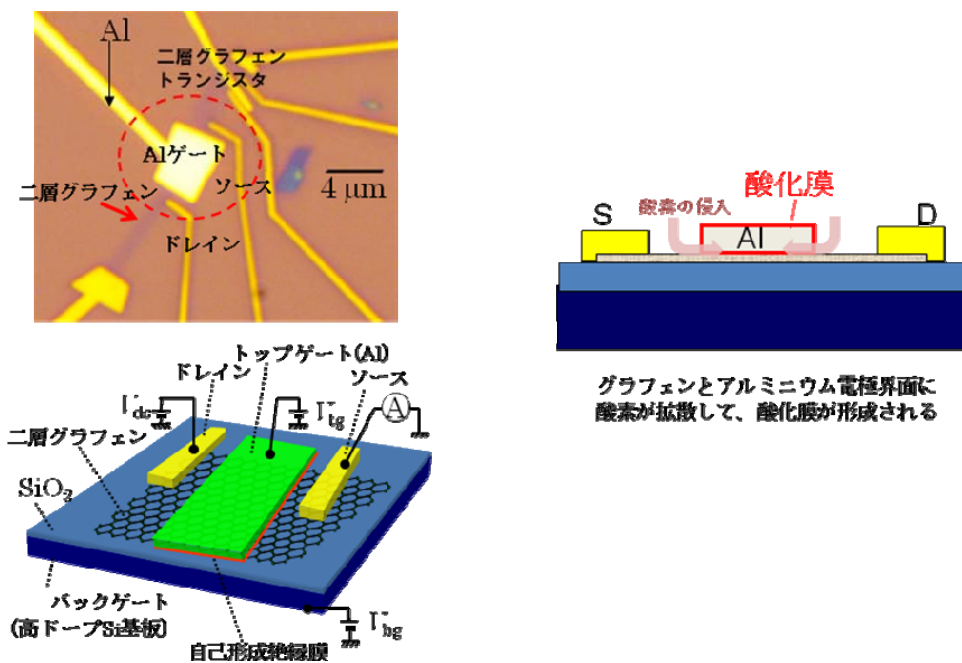 Al
二層グラフェン
トランジスタ
Alゲート
ソース
4 μm
二層グラフェン
ドレイン
酸化膜
酸素の侵入
S
Al
D
トップゲート(Al)
ドレイン
ソース
V_dc
V_tg
A
二層グラフェン
SiO₂
バックゲート
(高ドープSi基板)
V_bg
自己形成絶縁膜
グラフェンとアルミニウム電極界面に
酸素が拡散して、酸化膜が形成される